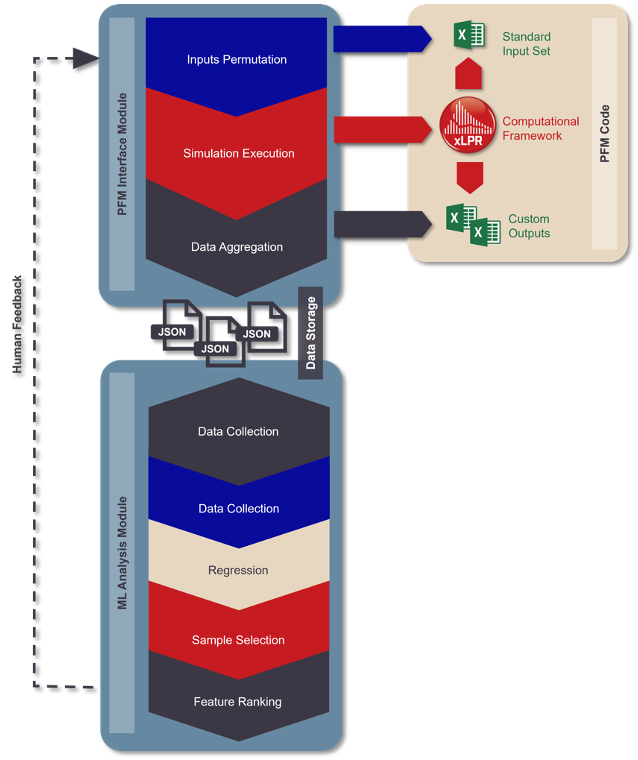 Inputs Permutation
Simulation Execution
Data Aggregation
PFM Interface Module
Standard
Input Set
xLPR
Computational
Framework
Custom
Outputs
PFM Code
Human Feedback
JSON
JSON
JSON
Data Storage
Data Collection
Data Collection
Regression
Sample Selection
Feature Ranking
ML Analysis Module
X
X
X